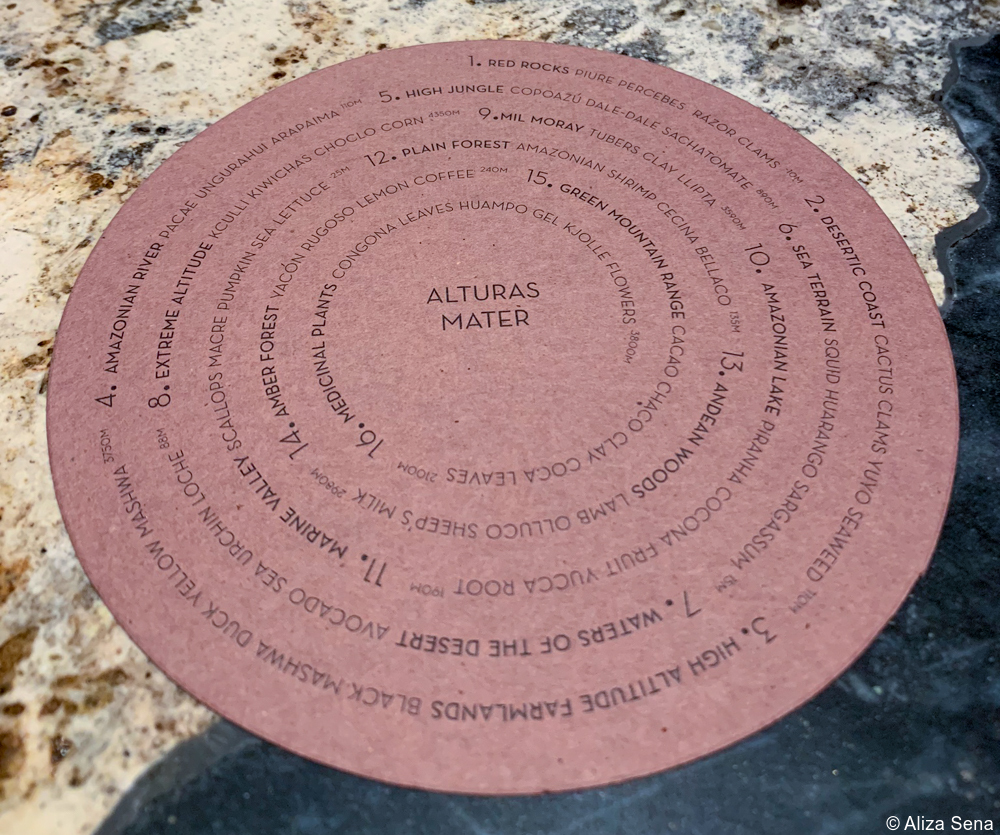 1. RED ROCKS PIURE PERCEBES RAZOR CLAMS -10M
2. DESERTIC COAST CACTUS CLAMS YUYO SEAWEED 110M
3. HIGH ALTITUDE FARMLANDS BLACK MASHWA DUCK YELLOW MASHWA 3750M
4. AMAZONIAN RIVER PACAE UNGURAHUI ARAPAIMA 110M
5. HIGH JUNGLE COPOAZÚ DALE-DALE SACHATOMATE 890M
6. SEA TERRAIN SQUID HUARANGO SARGASSUM 15M
7. WATERS OF THE DESERT AVOCADO SEA URCHIN LOCHE 88M
8. EXTREME ALTITUDE KCULLI KIWICHAS CHOCLO CORN 4350M
9. MIL MORAY TUBERS CLAY LLIPTA 3590M
10. AMAZONIAN LAKE PIRANHA COCONA FRUIT YUCCA ROOT 190M
11. MARINE VALLEY SCALLOPS MACRE PUMPKIN SEA LETTUCE -25M
12. PLAIN FOREST AMAZONIAN SHRIMP CECINA BELLACO 135M
13. ANDEAN WOODS LAMB OLLUCO SHEEP'S MILK 2980M
14. AMBER FOREST YACÓN RUGOSO LEMON COFFEE 240M
15. GREEN MOUNTAIN RANGE CACAO CHACO CLAY COCA LEAVES 2100M
16. MEDICINAL PLANTS CONGONA LEAVES HUAMPO GEL KJOLLE FLOWERS 3800M
ALTURAS
MATER
© Aliza Sena